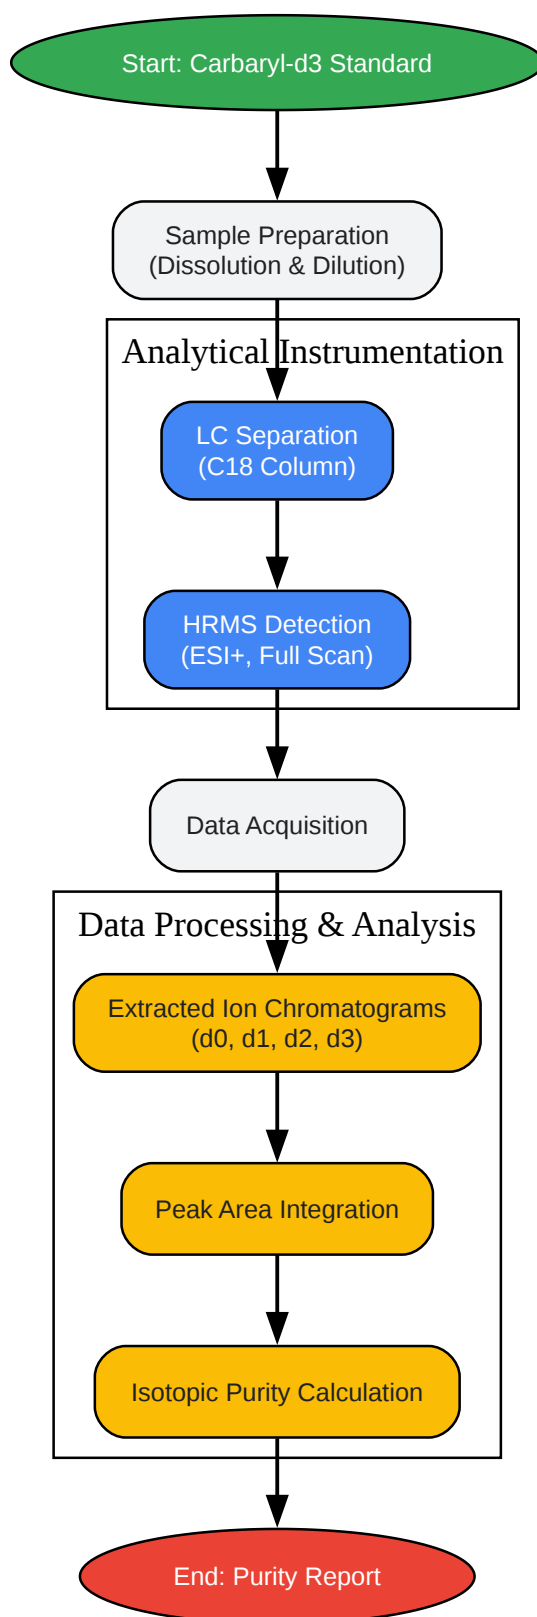 Start: Carbaryl-d3 Standard
Sample Preparation
(Dissolution & Dilution)
Analytical Instrumentation
LC Separation
(C18 Column)
HRMS Detection
(ESI+, Full Scan)
Data Acquisition
Data Processing & Analysis
Extracted Ion Chromatograms
(d0, d1, d2, d3)
Peak Area Integration
Isotopic Purity Calculation
End: Purity Report